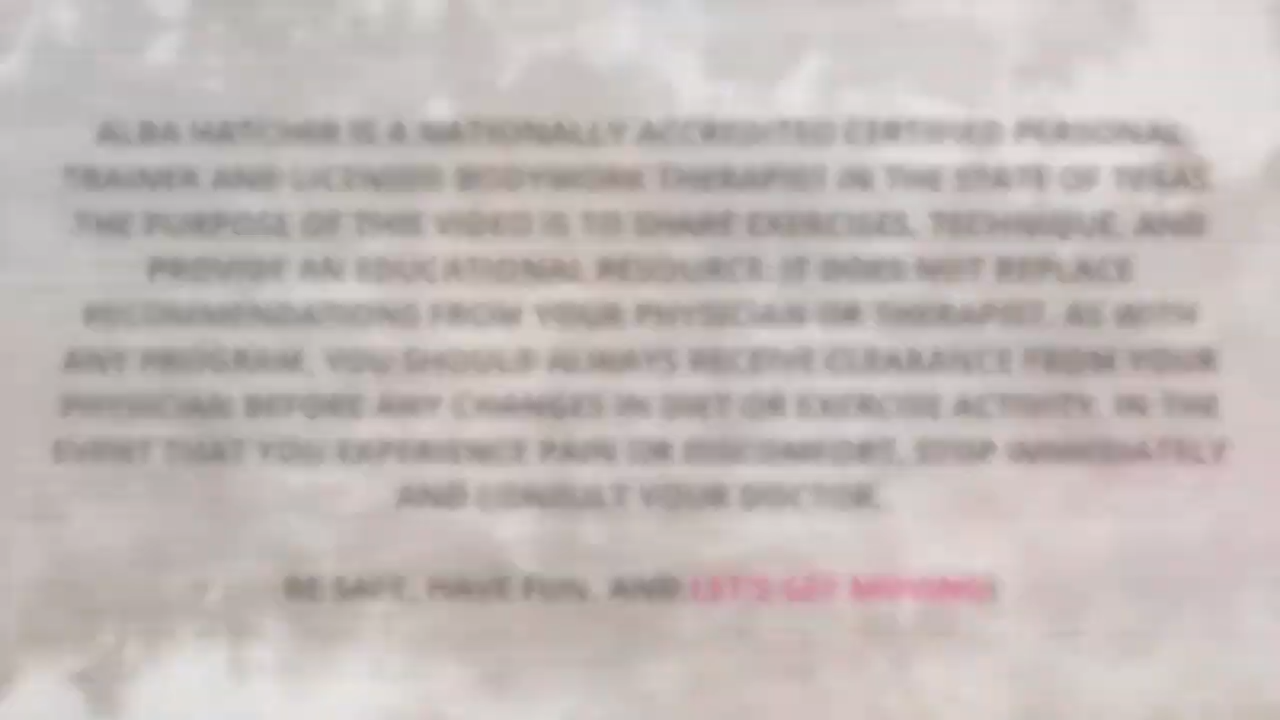 ALBA HATCHER IS A NATIONALLY ACCREDITED CERTIFIED PERSONAL
TRAINER AND LICENSED BODYWORK THERAPIST IN THE STATE OF TEXAS.
THE PURPOSE OF THIS VIDEO IS TO SHARE EXERCISES, TECHNIQUE, AND
PROVIDE AN EDUCATIONAL RESOURCE. IT DOES NOT REPLACE
RECOMMENDATIONS FROM YOUR PHYSICIAN OR THERAPIST. AS WITH
ANY PROGRAM, YOU SHOULD ALWAYS RECEIVE CLEARANCE FROM YOUR
PHYSICIAN BEFORE ANY CHANGES IN DIET OR EXERCISE ACTIVITY. IN THE
EVENT THAT YOU EXPERIENCE PAIN OR DISCOMFORT, STOP IMMEDIATELY
AND CONSULT YOUR DOCTOR.
BE SAFE, HAVE FUN, AND LET'S GET MOVING!